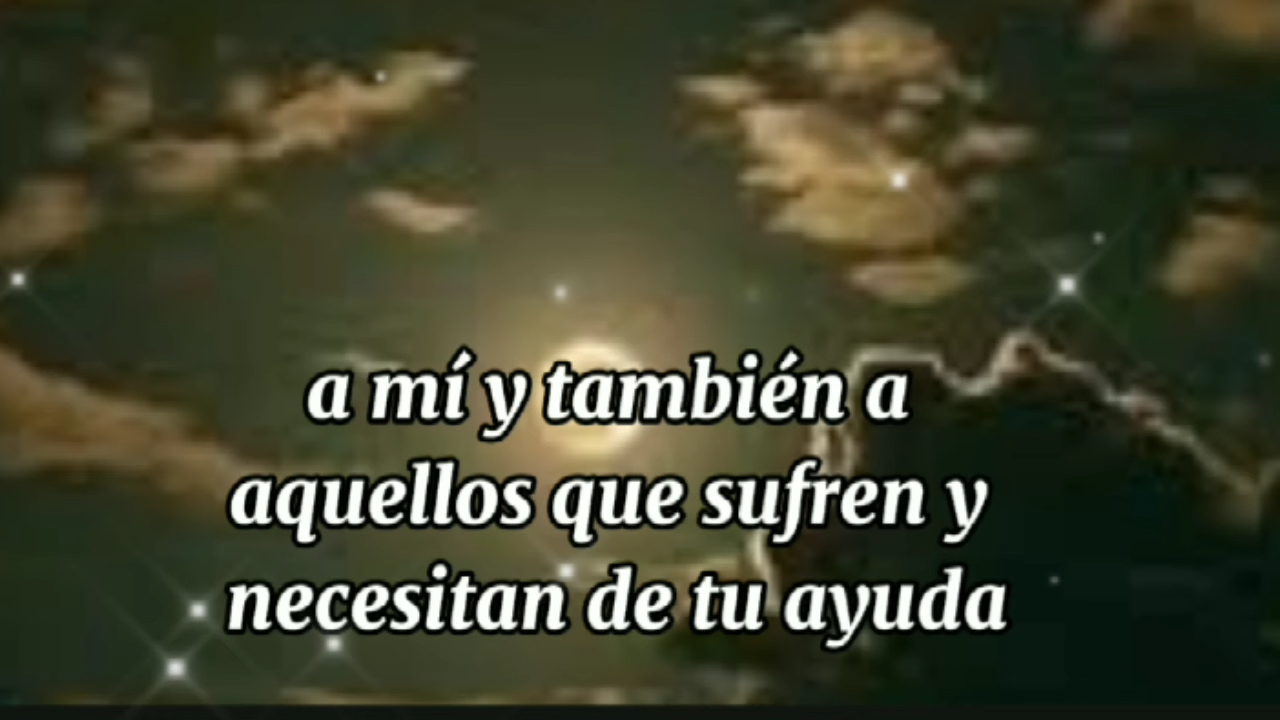 a mí y también a
aquellos que sufren y
necesitan de tu ayuda